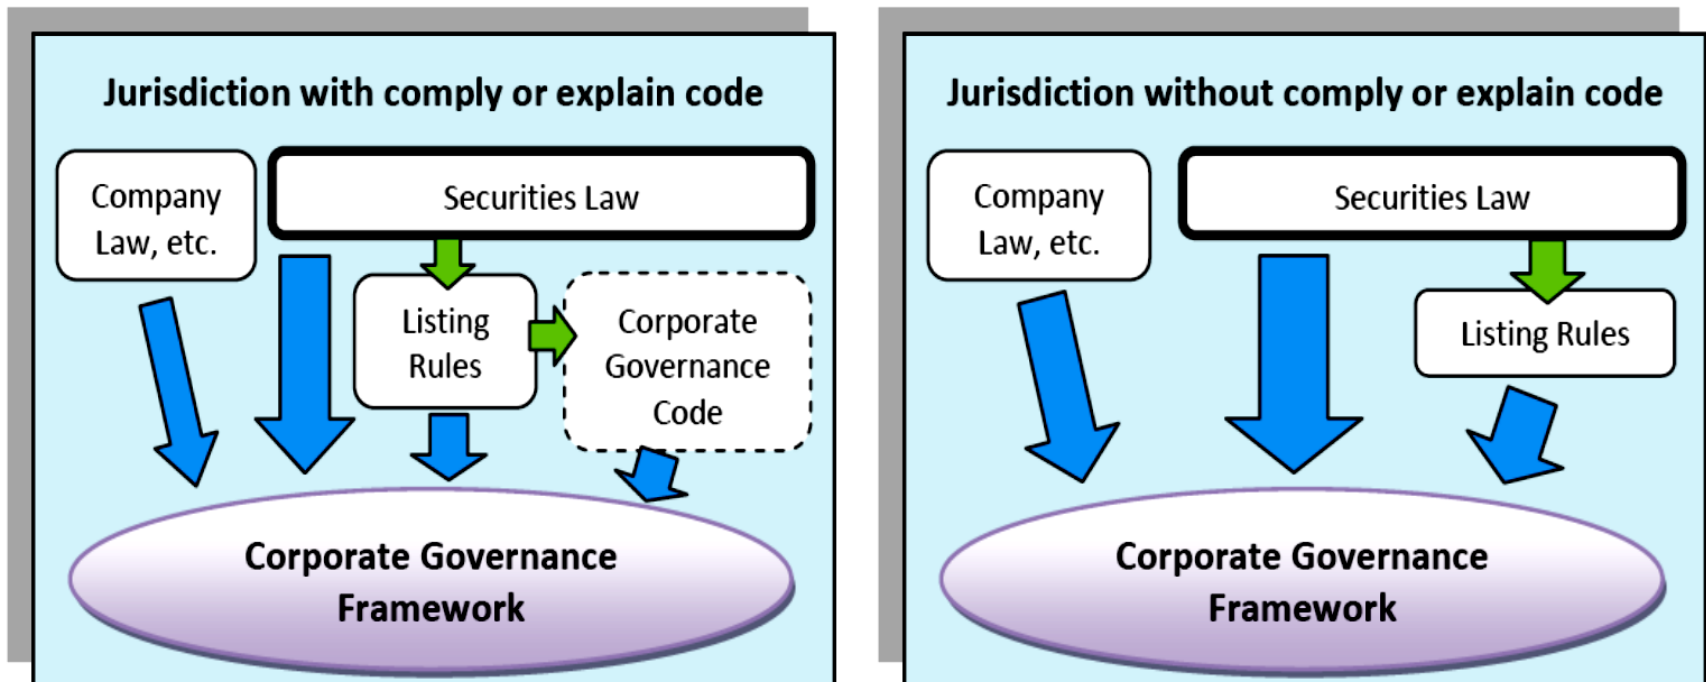 Jurisdiction with comply or explain code
Company
Law, etc.
Securities Law
Listing
Rules
Corporate
Governance
Code
Corporate Governance
Framework
Jurisdiction without comply or explain code
Company
Law, etc.
Securities Law
Listing Rules
Corporate Governance
Framework